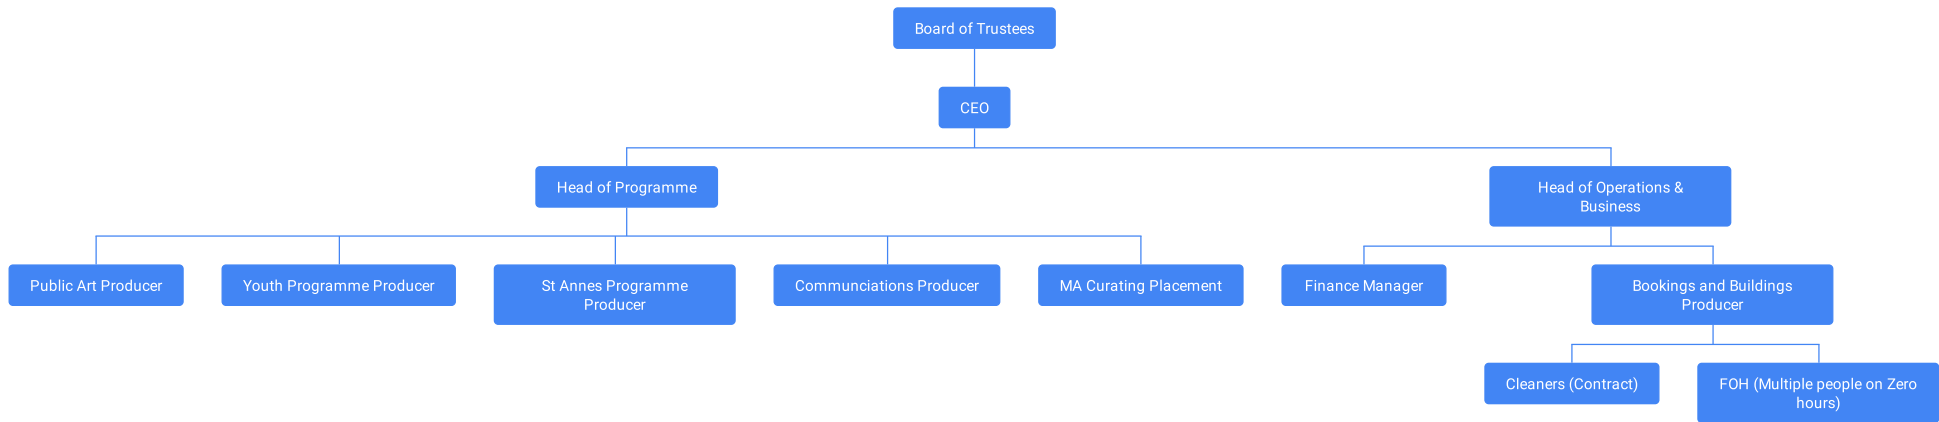 Board of Trustees
CEO
Head of Programme
Head of Operations &
Business
Public Art Producer
Youth Programme Producer
St Annes Programme
Producer
Communciations Producer
MA Curating Placement
Finance Manager
Bookings and Buildings
Producer
Cleaners (Contract)
FOH (Multiple people on Zero
hours)